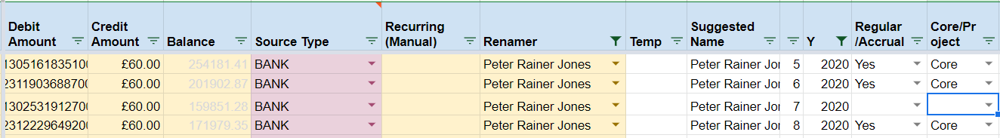 Debit Amount Credit Amount Balance Source Type Recurring (Manual) Renamer Temp Suggested Name Y Regular /Accrual Core/Pr oject
1305161835100 £60.00 254181.41 BANK Peter Rainer Jones Peter Rainer Jor 5 2020 Yes Core
2311903688700 £60.00 201902.87 BANK Peter Rainer Jones Peter Rainer Jor 6 2020 Yes Core
1302531912700 £60.00 159851.28 BANK Peter Rainer Jones Peter Rainer Jor 7 2020
2312229649200 £60.00 171979.35 BANK Peter Rainer Jones Peter Rainer Jor 8 2020 Yes Core